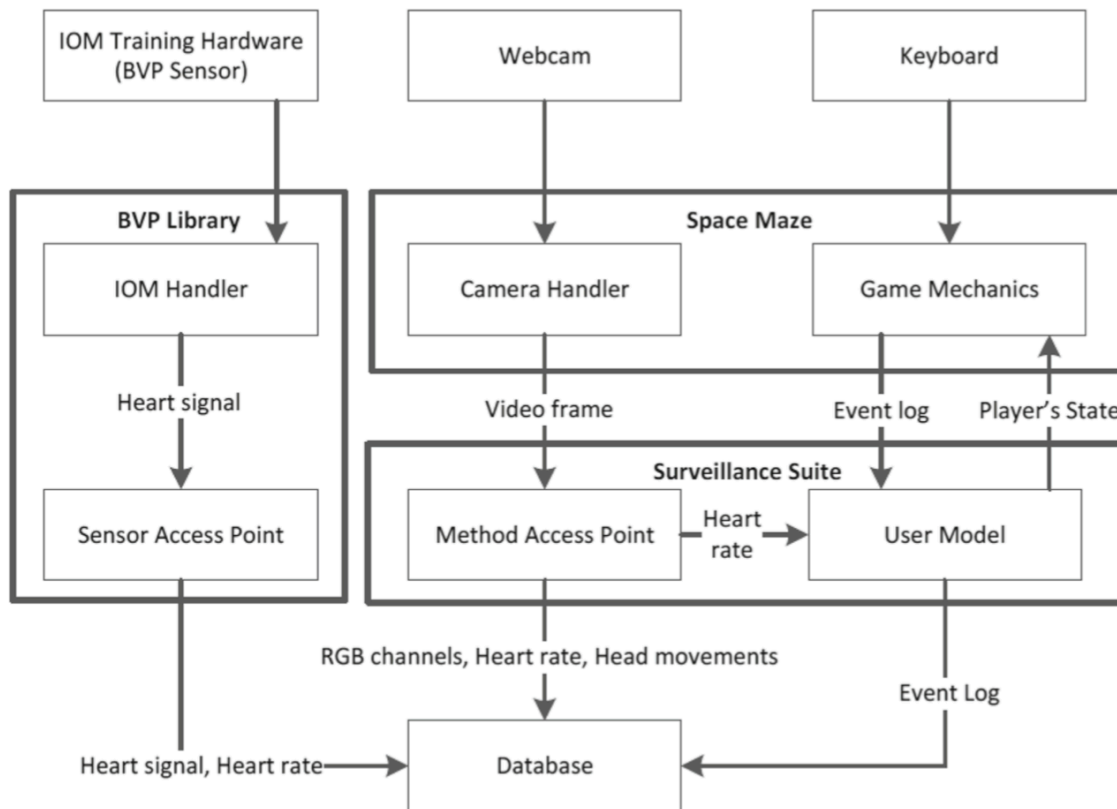 IOM Training Hardware
(BVP Sensor)
Webcam
Keyboard
BVP Library
Space Maze
IOM Handler
Camera Handler
Game Mechanics
Heart signal
Video frame
Event log
Player’s State
Surveillance Suite
Sensor Access Point
Method Access Point
Heart
rate
User Model
RGB channels, Heart rate, Head movements
Event Log
Heart signal, Heart rate
Database